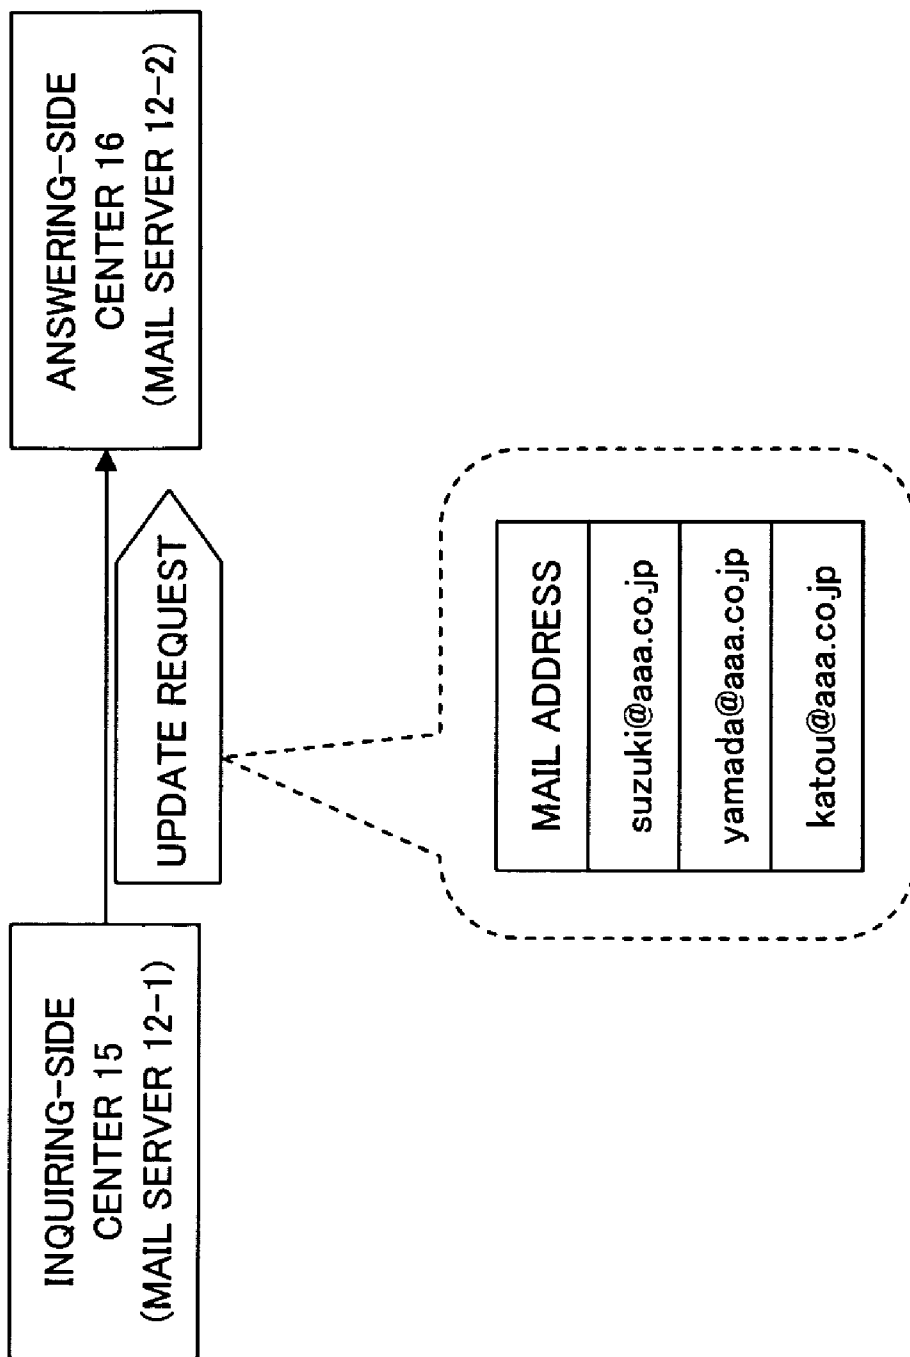 INQUIRING-SIDE
CENTER 15
(MAIL SERVER 12-1)
UPDATE REQUEST
ANSWERING-SIDE
CENTER 16
(MAIL SERVER 12-2)
MAIL ADDRESS
suzuki@aaa.co.jp
yamada@aaa.co.jp
katou@aaa.co.jp